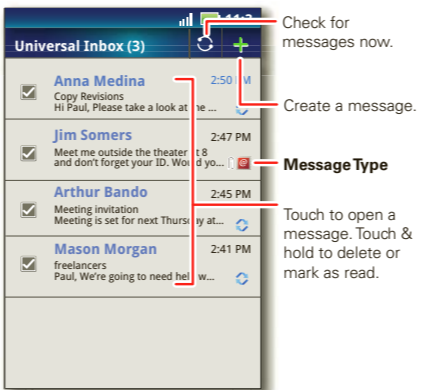 Universal Inbox (3)
Anna Medina
2:50 PM
Copy Revisions
Hi Paul, Please take a look at the ...
Jim Somers
2:47 PM
Meet me outside the theater at 8
and don't forget your ID. Would yo...
Arthur Bando
2:45 PM
Meeting invitation
Meeting is set for next Thursday at...
Mason Morgan
2:41 PM
freelancers
Paul, We're going to need help w...
Check for
messages now.
Create a message.
Message Type
Touch to open a
message. Touch &
hold to delete or
mark as read.